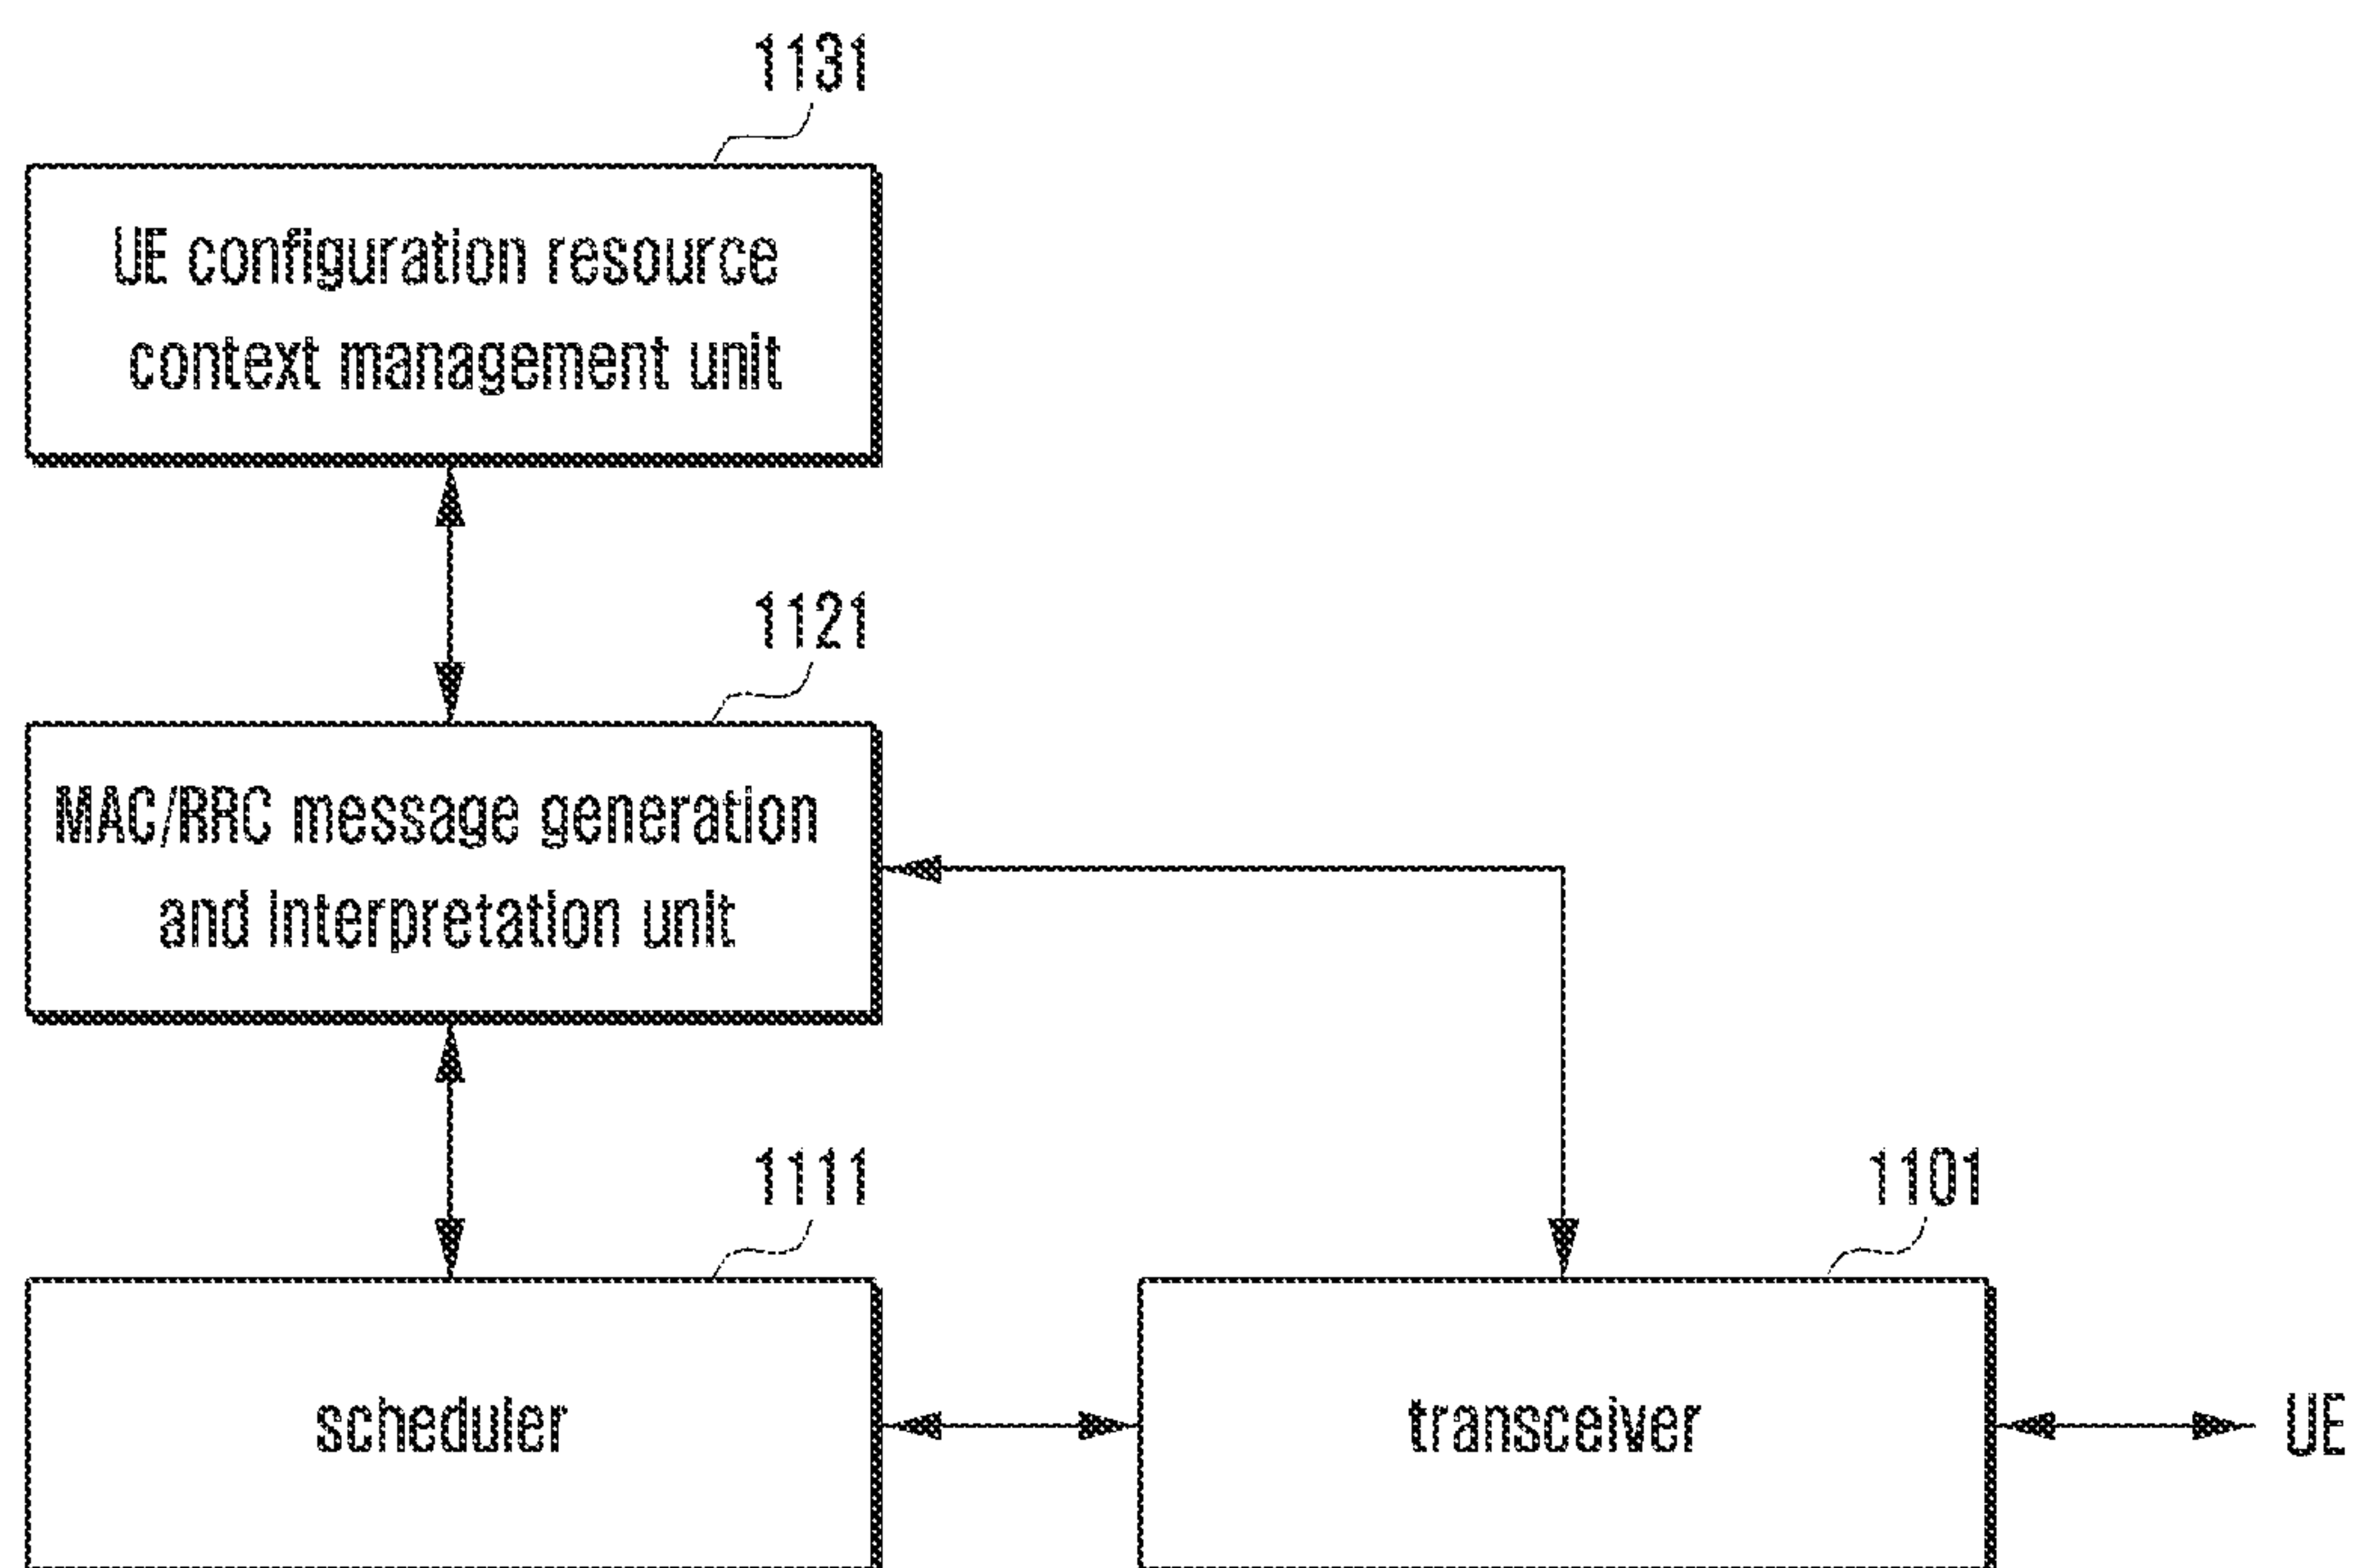 1131
UE configuration resource
context management unit
1121
MAC/RRC message generation
and interpretation unit
1111
scheduler
1101
transceiver
UE